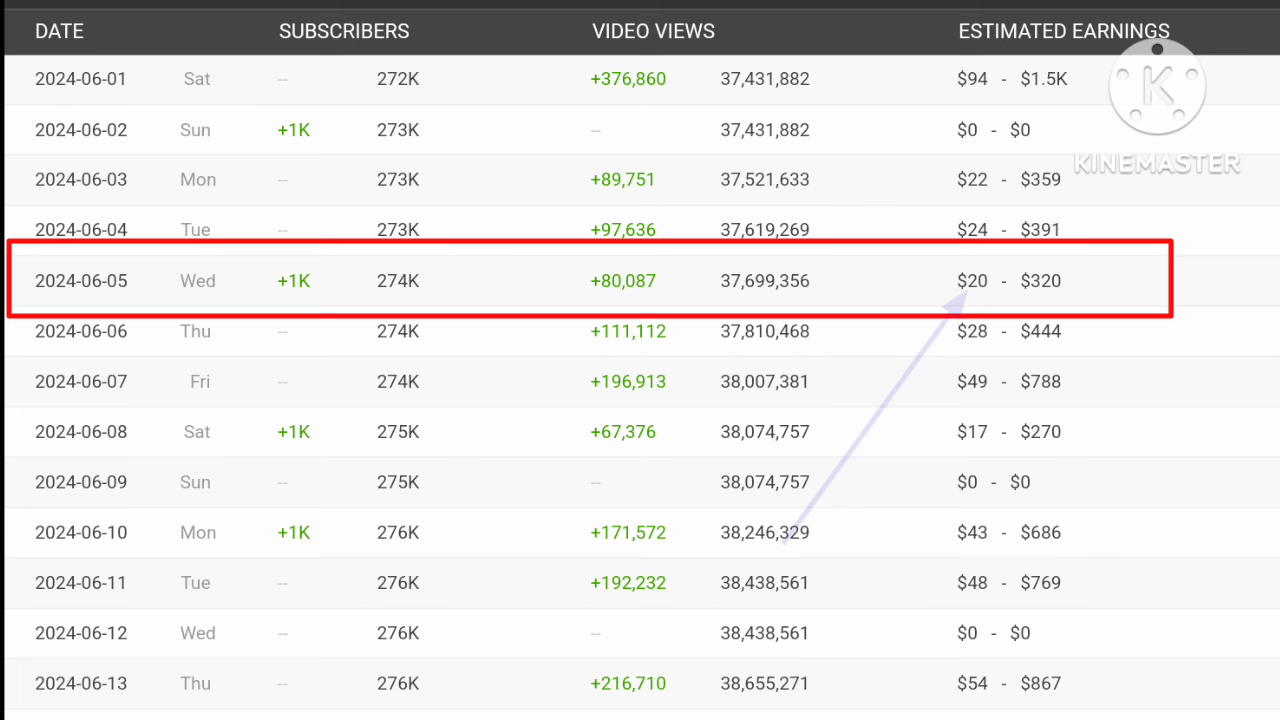 DATE SUBSCRIBERS VIDEO VIEWS ESTIMATED EARNINGS
2024-06-01 Sat -- 272K +376,860 37,431,882 $94 - $1.5K
K
2024-06-02 Sun +1K 273K -- 37,431,882 $0 - $0
KINEMASTER
2024-06-03 Mon -- 273K +89,751 37,521,633 $22 - $359
2024-06-04 Tue -- 273K +97,636 37,619,269 $24 - $391
2024-06-05 Wed +1K 274K +80,087 37,699,356 $20 - $320
2024-06-06 Thu -- 274K +111,112 37,810,468 $28 - $444
2024-06-07 Fri -- 274K +196,913 38,007,381 $49 - $788
2024-06-08 Sat +1K 275K +67,376 38,074,757 $17 - $270
2024-06-09 Sun -- 275K -- 38,074,757 $0 - $0
2024-06-10 Mon +1K 276K +171,572 38,246,329 $43 - $686
2024-06-11 Tue -- 276K +192,232 38,438,561 $48 - $769
2024-06-12 Wed -- 276K -- 38,438,561 $0 - $0
2024-06-13 Thu -- 276K +216,710 38,655,271 $54 - $867